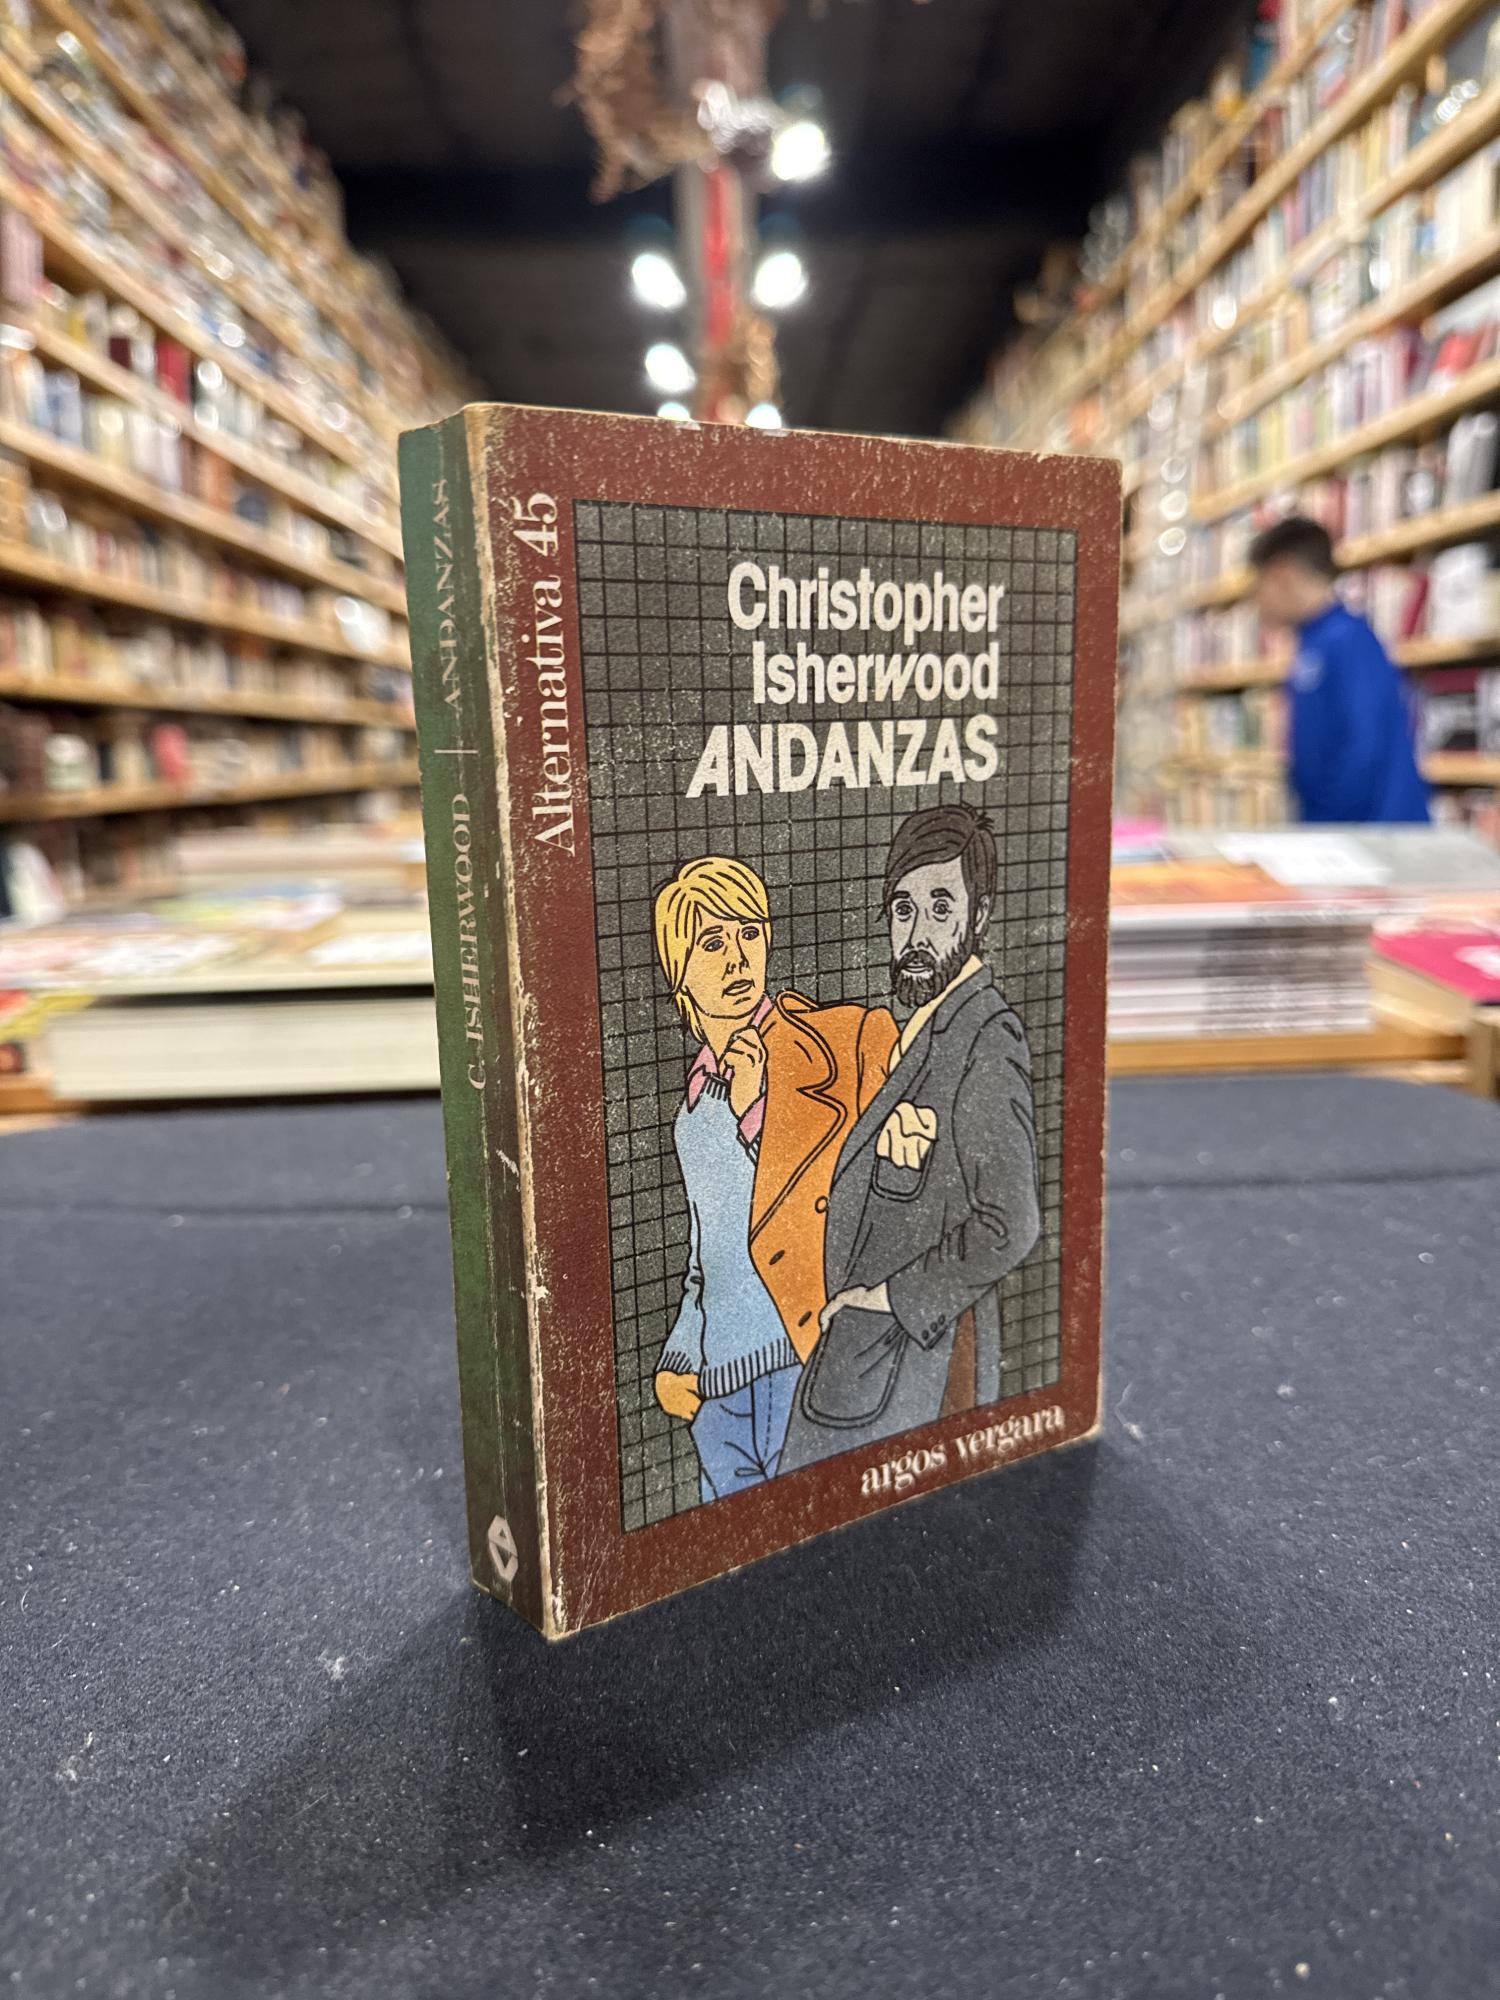 C. ISHERWOOD | ANDANZAS
Alternativa 45
Christopher
Isherwood
ANDANZAS
argos vergara